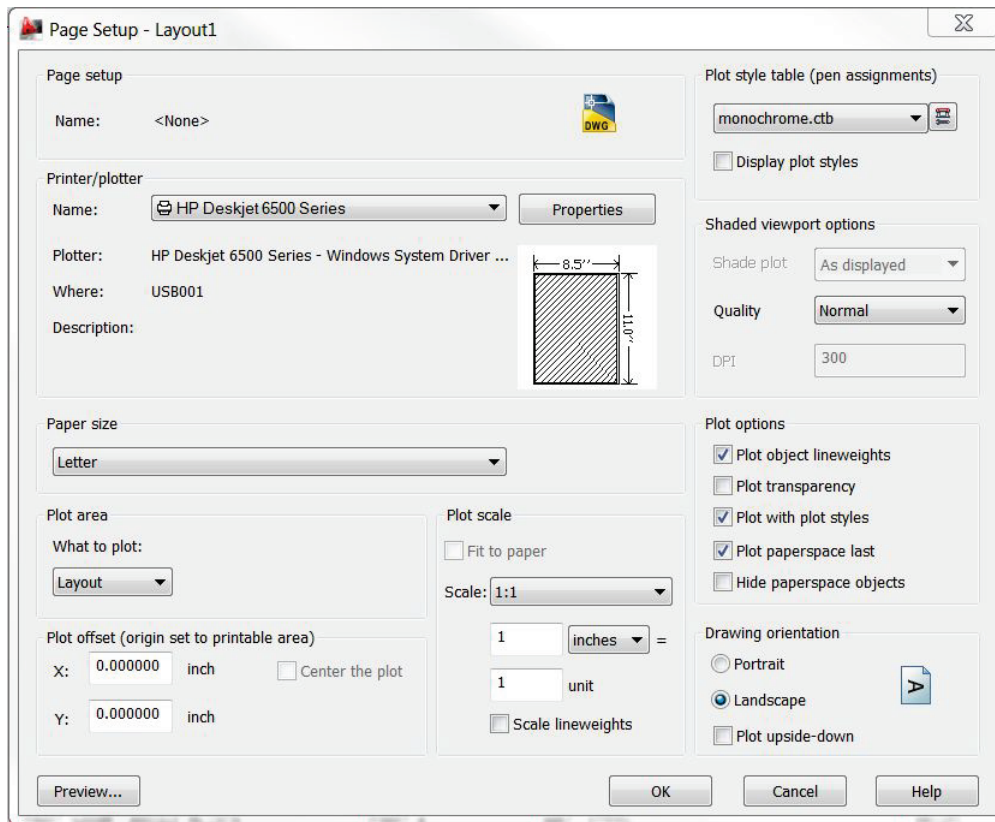 Page Setup - Layout1
Page setup
Name: <None>
DWG
Plot style table (pen assignments)
monochrome.ctb
Display plot styles
Printer/plotter
Name: HP Deskjet 6500 Series Properties
Plotter: HP Deskjet 6500 Series - Windows System Driver ...
Where: USB001
Description:
8.5''
11.0''
Shaded viewport options
Shade plot As displayed
Quality Normal
DPI 300
Paper size
Letter
Plot options
Plot object lineweights
Plot transparency
Plot with plot styles
Plot paperspace last
Hide paperspace objects
Plot area
What to plot:
Layout
Plot scale
Fit to paper
Scale: 1:1
1 inches =
1 unit
Scale lineweights
Plot offset (origin set to printable area)
X: 0.000000 inch Center the plot
Y: 0.000000 inch
Drawing orientation
Portrait
Landscape
A
Plot upside-down
Preview... OK Cancel Help